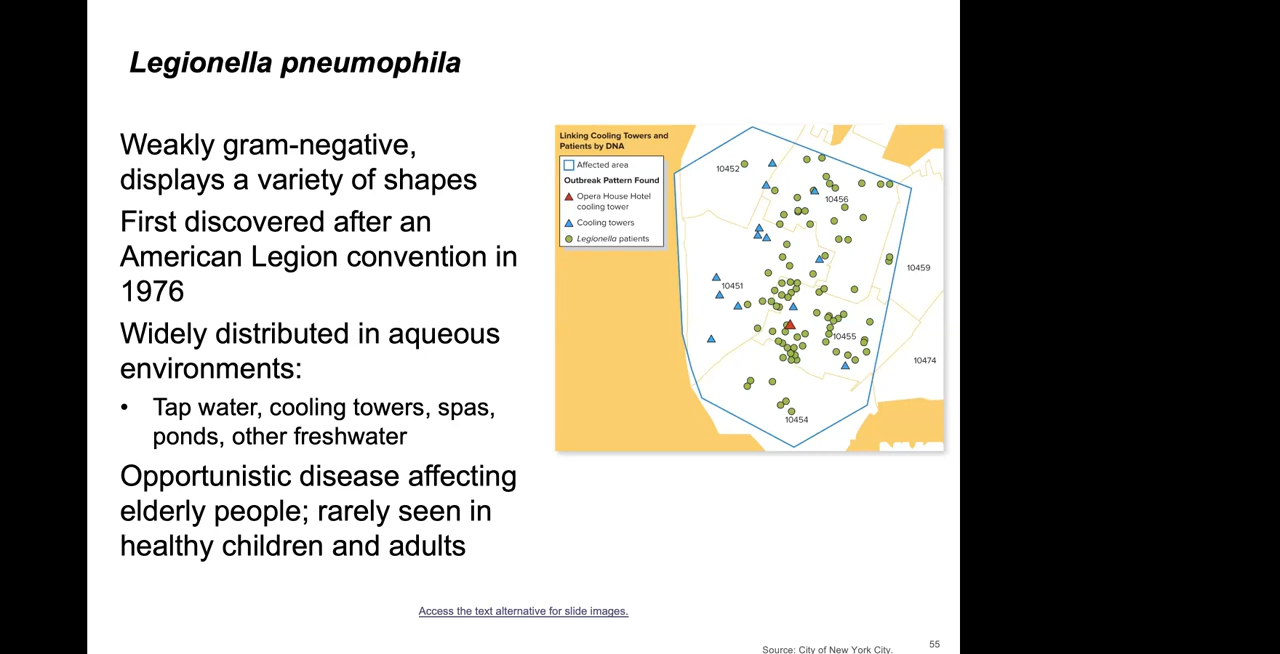 Legionella pneumophila
Weakly gram-negative,
displays a variety of shapes
First discovered after an
American Legion convention in
1976
Widely distributed in aqueous
environments:
• Tap water, cooling towers, spas,
ponds, other freshwater
Opportunistic disease affecting
elderly people; rarely seen in
healthy children and adults
Linking Cooling Towers and
Patients by DNA
Affected area
Outbreak Pattern Found
Opera House Hotel
cooling tower
Cooling towers
Legionella patients
10452
10456
10459
10451
10455
10474
10454
Access the text alternative for slide images.
Source: City of New York City.
55